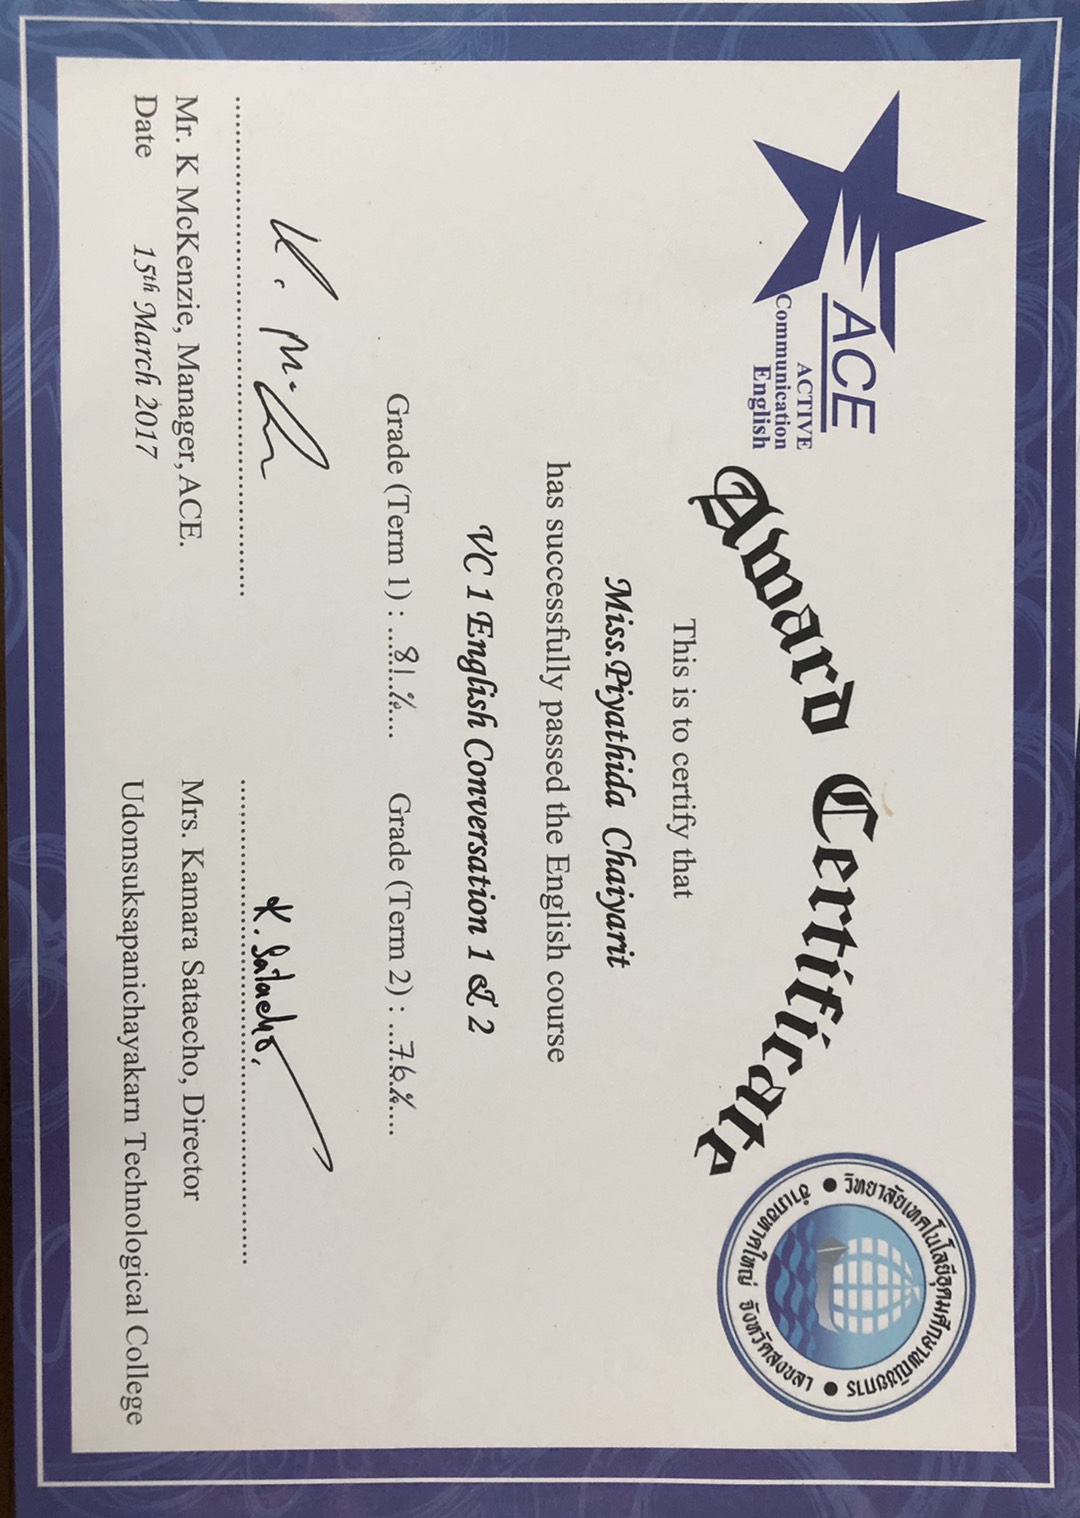 ACE
ACTIVE
Communication
English
Award Certificate
วิทยาลัยเทคโนโลยีอุดมศึกษาพณิชยการ
อำเภอหาดใหญ่ จังหวัดสงขลา
This is to certify that
Miss.Piyathida Chaiyarit
has successfully passed the English course
VC 1 English Conversation 1 & 2
Grade (Term 1) : ...81.%.... Grade (Term 2) : ...76.%....
K. Sataecho.
Mr. K McKenzie, Manager, ACE.
Date 15th March 2017
Mrs. Kamara Sataecho, Director
Udomsuksapanichayakarn Technological College